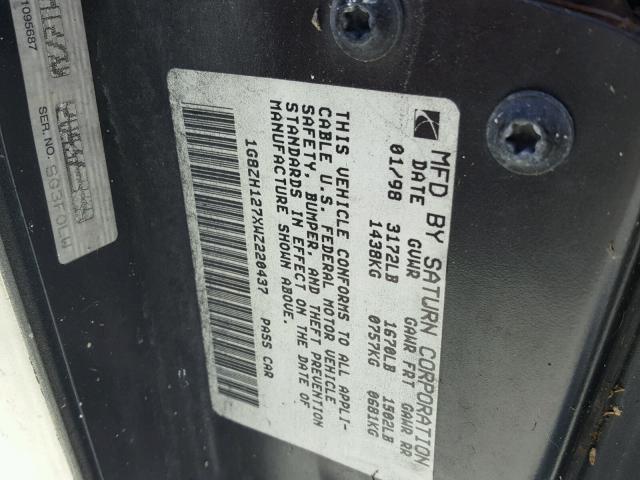 MFD BY SATURN CORPORATION
DATE GVWR GAWR FRT GAWR RR
01/98 3172LB 1670LB 1502LB
1438KG 0757KG 0681KG
THIS VEHICLE CONFORMS TO ALL APPLI-
CABLE U.S. FEDERAL MOTOR VEHICLE
SAFETY, BUMPER, AND THEFT PREVENTION
STANDARDS IN EFFECT ON THE DATE OF
MANUFACTURE SHOWN ABOVE.
1G8ZH127XWZ220437 PASS CAR
1095687
SER. NO.